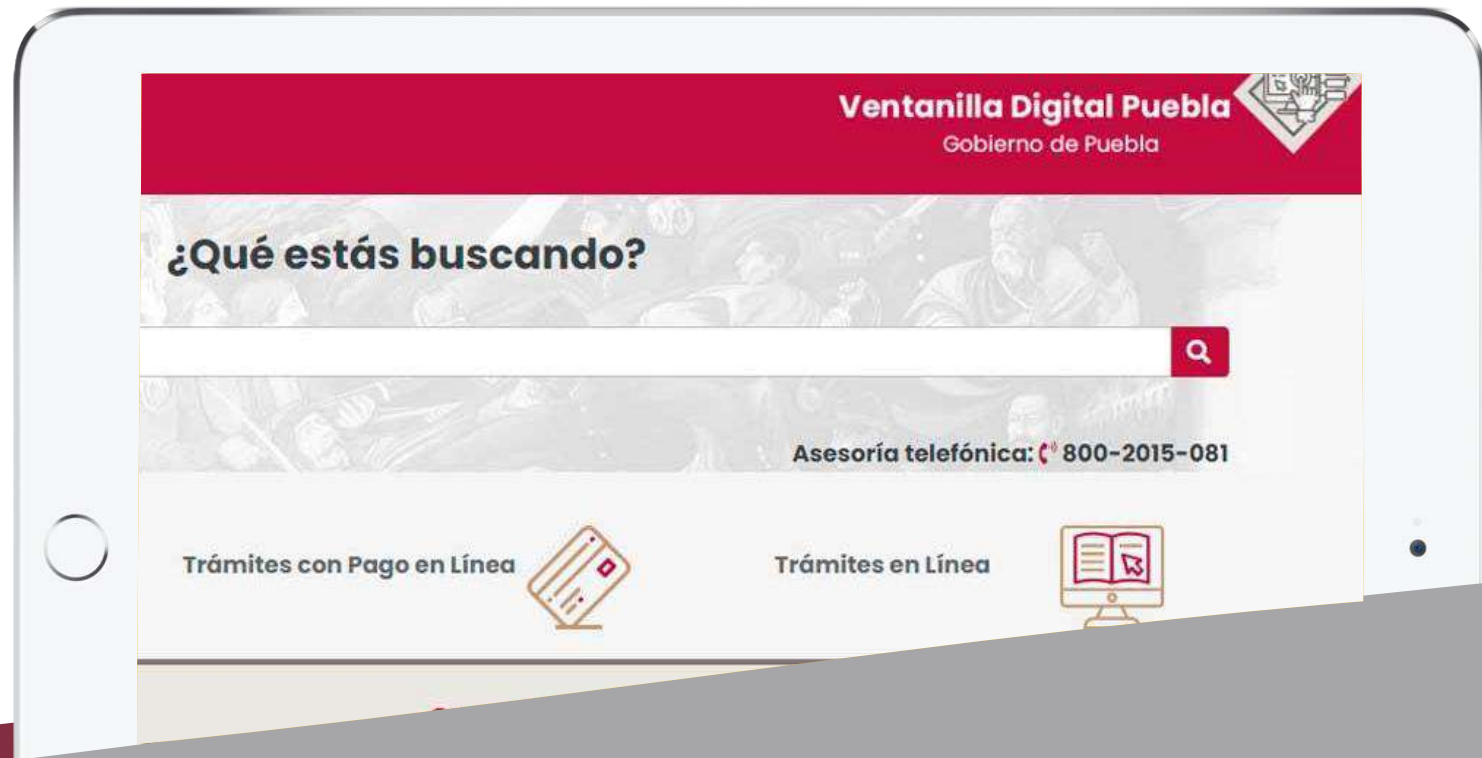 Ventanilla Digital Puebla
Gobierno de Puebla
¿Qué estás buscando?
Asesoría telefónica: 800-2015-081
Trámites con Pago en Línea
Trámites en Línea